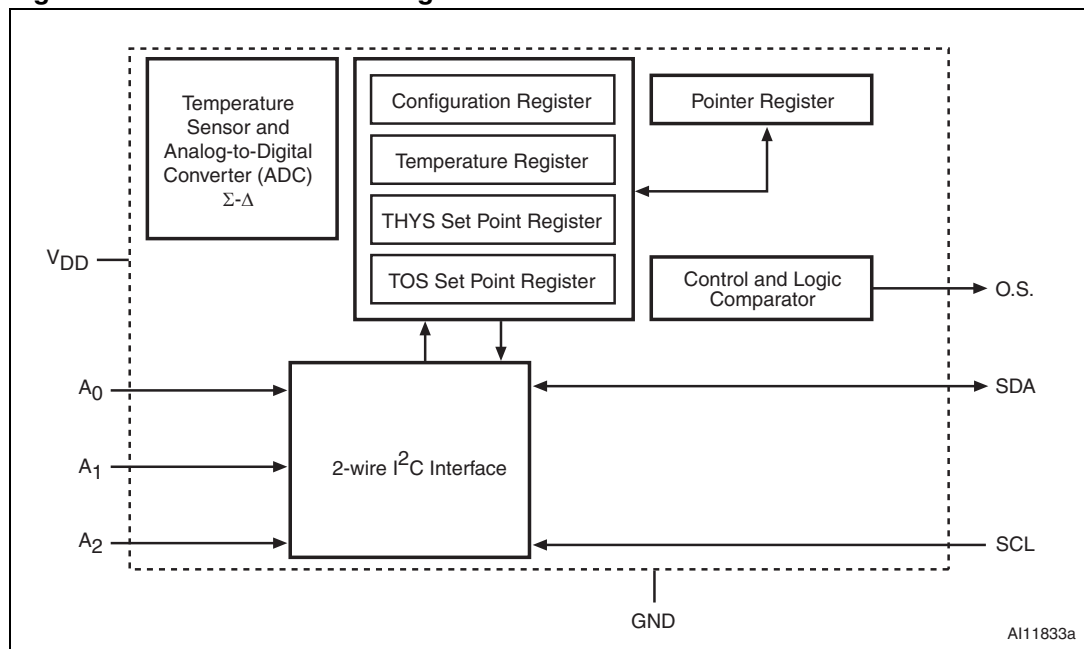 Temperature
Sensor and
Analog-to-Digital
Converter (ADC)
Σ-Δ
Configuration Register
Temperature Register
THYS Set Point Register
TOS Set Point Register
Pointer Register
Control and Logic
Comparator
VDD
O.S.
A0
A1
A2
2-wire I²C Interface
SDA
SCL
GND
AI11833a